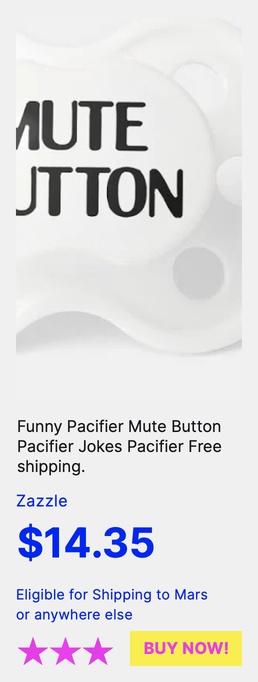 MUTE
UTTON
Funny Pacifier Mute Button
Pacifier Jokes Pacifier Free
shipping.
Zazzle
$14.35
Eligible for Shipping to Mars
or anywhere else
BUY NOW!